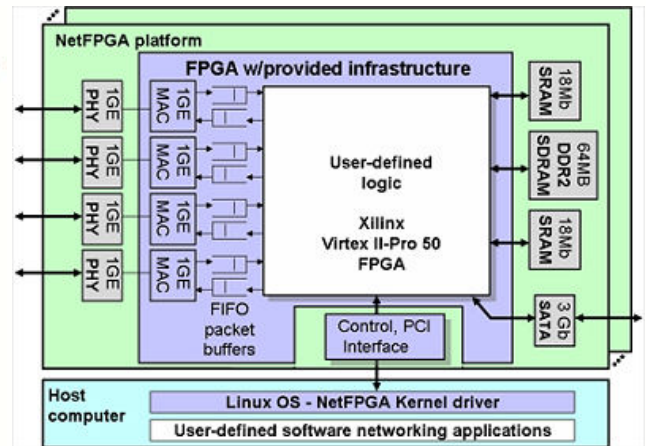 NetFPGA platform
FPGA w/provided infrastructure
1GE
PHY
1GE
MAC
1GE
PHY
1GE
MAC
1GE
PHY
1GE
MAC
1GE
PHY
1GE
MAC
FIFO
packet
buffers
User-defined
logic
Xilinx
Virtex II-Pro 50
FPGA
18Mb
SRAM
64MB
DDR2
SDRAM
18Mb
SRAM
3 Gb
SATA
Control, PCI
Interface
Host
computer
Linux OS - NetFPGA Kernel driver
User-defined software networking applications